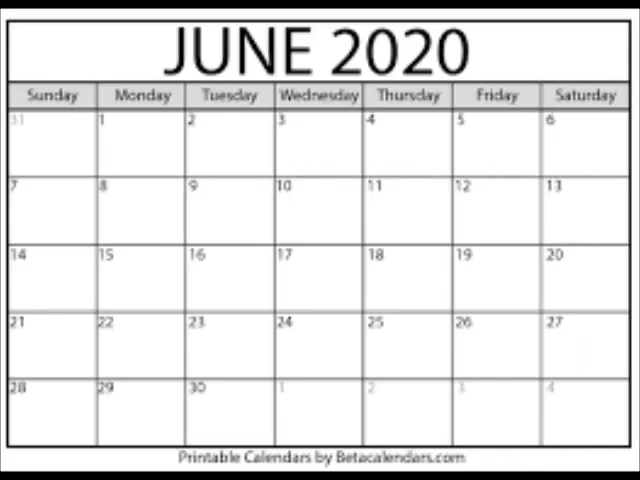 JUNE 2020
Sunday Monday Tuesday Wednesday Thursday Friday Saturday
31 1 2 3 4 5 6
7 8 9 10 11 12 13
14 15 16 17 18 19 20
21 22 23 24 25 26 27
28 29 30 1 2 3 4
Printable Calendars by Betacalendars.com